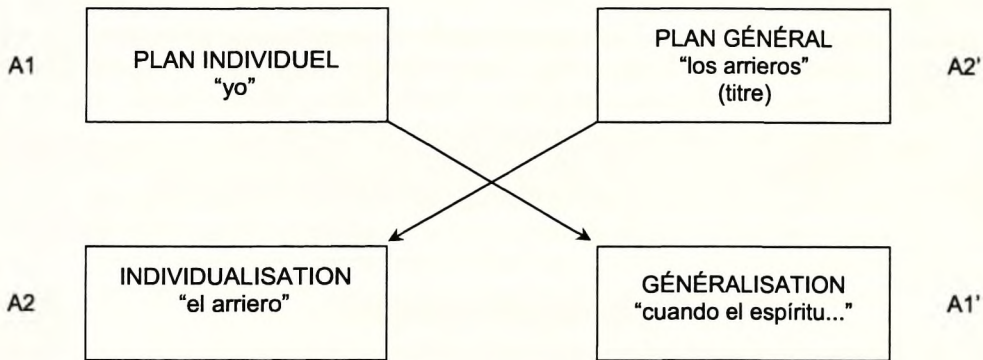 A1
PLAN INDIVIDUEL
“yo”
PLAN GÉNÉRAL
“los arrieros”
(titre)
A2'
A2
INDIVIDUALISATION
“el arriero”
GÉNÉRALISATION
“cuando el espíritu...”
A1'